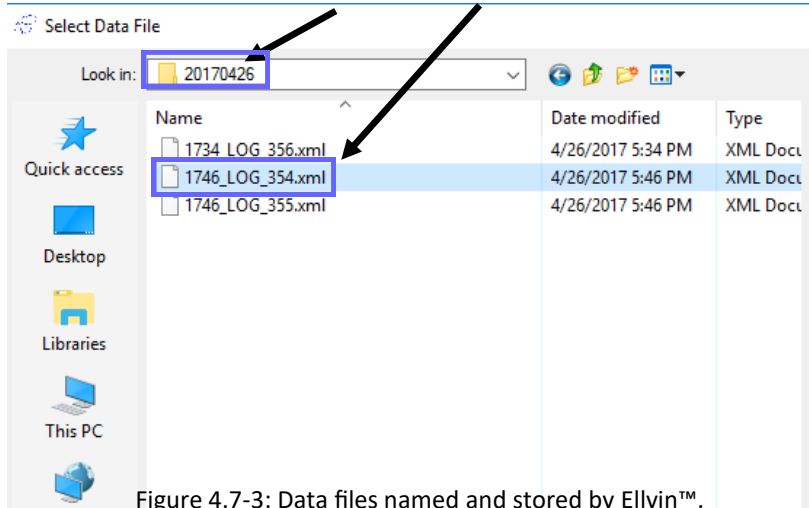 Select Data File
Look in: 20170426
Name Date modified Type
1734_LOG_356.xml 4/26/2017 5:34 PM XML Docu
1746_LOG_354.xml 4/26/2017 5:46 PM XML Docu
1746_LOG_355.xml 4/26/2017 5:46 PM XML Docu
Quick access
Desktop
Libraries
This PC
Figure 4.7-3: Data files named and stored by Ellvin™.